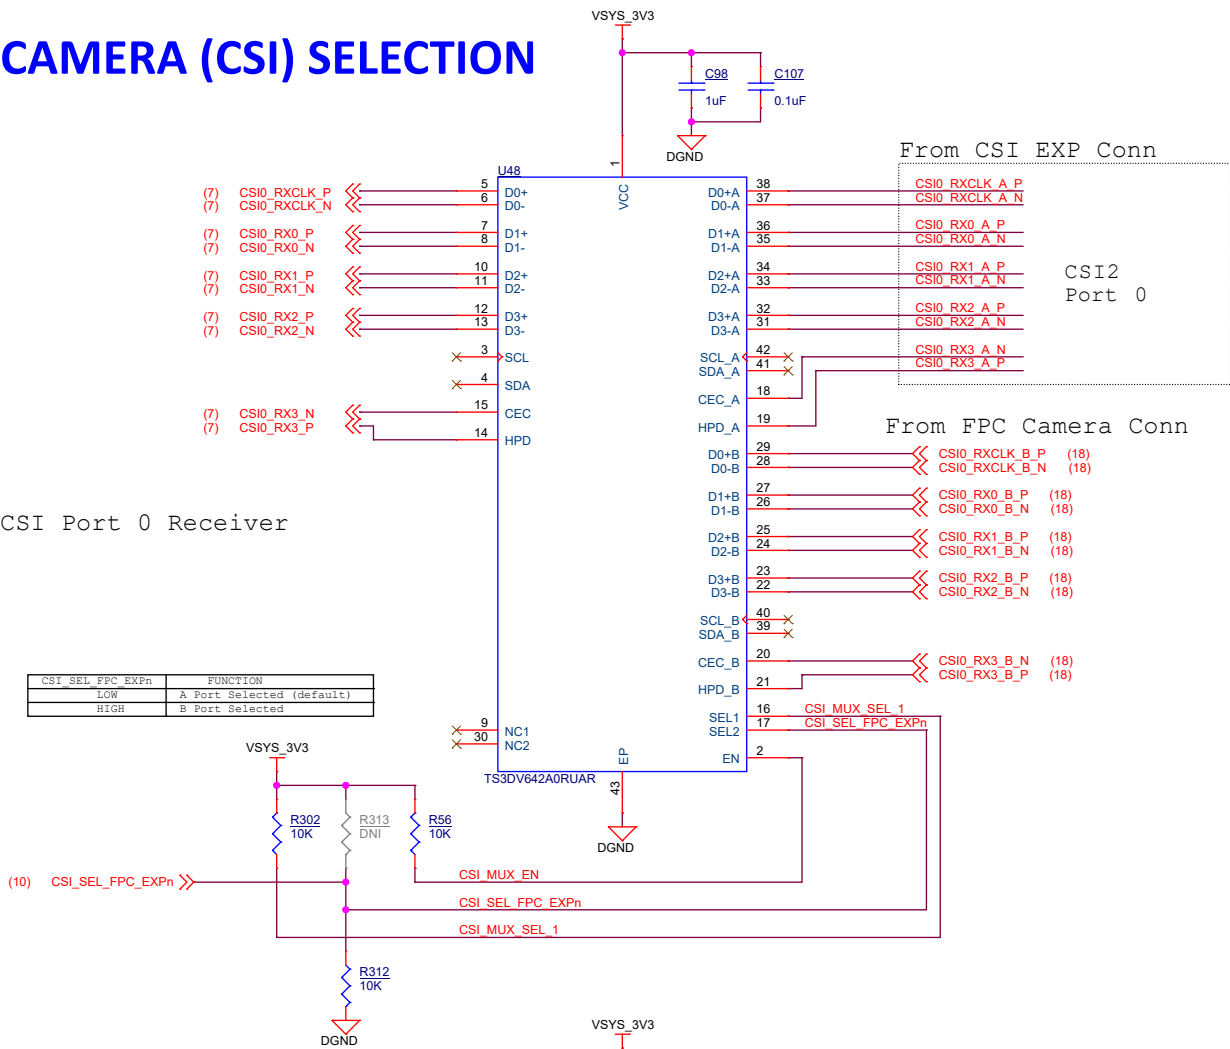 VSYS_3V3
CAMERA (CSI) SELECTION
C98
1uF
C107
0.1uF
DGND
From CSI EXP Conn
U48
1
VCC
(7) CSI0_RXCLK_P 5 D0+
(7) CSI0_RXCLK_N 6 D0-
(7) CSI0_RX0_P 7 D1+
(7) CSI0_RX0_N 8 D1-
(7) CSI0_RX1_P 10 D2+
(7) CSI0_RX1_N 11 D2-
(7) CSI0_RX2_P 12 D3+
(7) CSI0_RX2_N 13 D3-
3 SCL
4 SDA
(7) CSI0_RX3_N 15 CEC
(7) CSI0_RX3_P 14 HPD
D0+A 38 CSI0_RXCLK_A_P
D0-A 37 CSI0_RXCLK_A_N
D1+A 36 CSI0_RX0_A_P
D1-A 35 CSI0_RX0_A_N
D2+A 34 CSI0_RX1_A_P
D2-A 33 CSI0_RX1_A_N
D3+A 32 CSI0_RX2_A_P
D3-A 31 CSI0_RX2_A_N
CSI2
Port 0
SCL_A 42 CSI0_RX3_A_N
SDA_A 41 CSI0_RX3_A_P
CEC_A 18
HPD_A 19
From FPC Camera Conn
D0+B 29 CSI0_RXCLK_B_P (18)
D0-B 28 CSI0_RXCLK_B_N (18)
D1+B 27 CSI0_RX0_B_P (18)
D1-B 26 CSI0_RX0_B_N (18)
D2+B 25 CSI0_RX1_B_P (18)
D2-B 24 CSI0_RX1_B_N (18)
D3+B 23 CSI0_RX2_B_P (18)
D3-B 22 CSI0_RX2_B_N (18)
SCL_B 40
SDA_B 39
CEC_B 20 CSI0_RX3_B_N (18)
HPD_B 21 CSI0_RX3_B_P (18)
SEL1 16 CSI_MUX_SEL_1
SEL2 17 CSI_SEL_FPC_EXPn
EN 2
CSI Port 0 Receiver
CSI_SEL_FPC_EXPn FUNCTION
LOW A Port Selected (default)
HIGH B Port Selected
9 NC1
30 NC2
EP
43
TS3DV642A0RUAR
DGND
VSYS_3V3
R302
10K
R313
DNI
R56
10K
(10) CSI_SEL_FPC_EXPn
CSI_MUX_EN
CSI_SEL_FPC_EXPn
CSI_MUX_SEL_1
R312
10K
DGND
VSYS_3V3